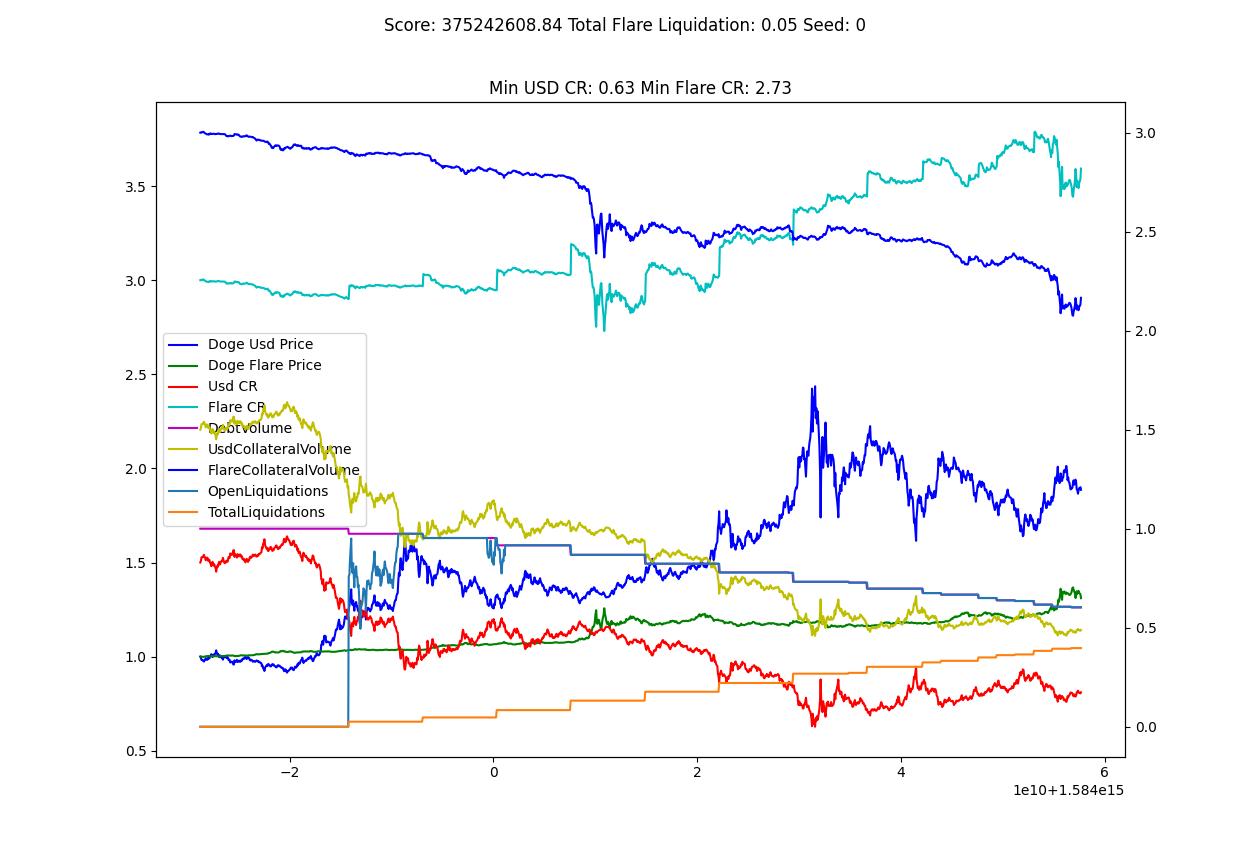 Score: 375242608.84 Total Flare Liquidation: 0.05 Seed: 0
Min USD CR: 0.63 Min Flare CR: 2.73
3.5
3.0
2.5
2.0
1.5
1.0
0.5
3.0
2.5
2.0
1.5
1.0
0.5
0.0
Doge Usd Price
Doge Flare Price
Usd CR
Flare CR
DebtVolume
UsdCollateralVolume
FlareCollateralVolume
OpenLiquidations
TotalLiquidations
−2 0 2 4 6
1e10+1.584e15